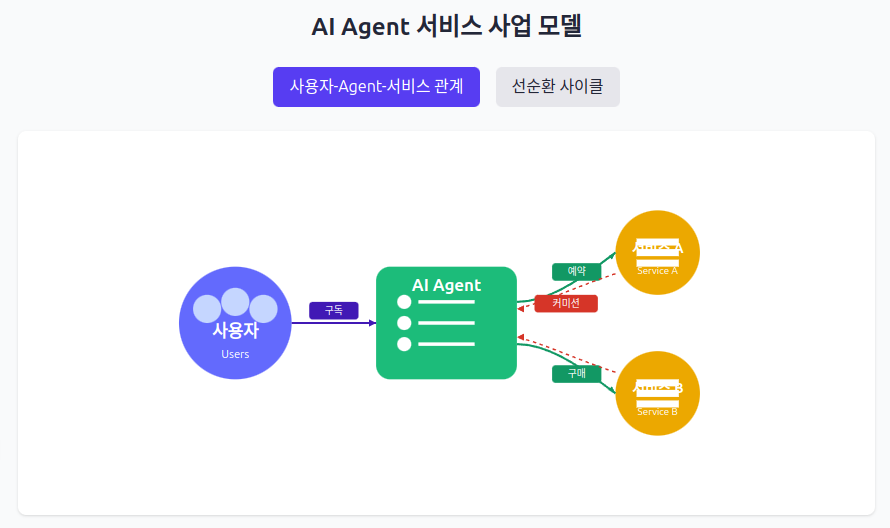 AI Agent 서비스 사업 모델
사용자-Agent-서비스 관계
선순환 사이클
사용자
Users
구독
AI Agent
예약
커미션
구매
서비스 A
Service A
서비스 B
Service B